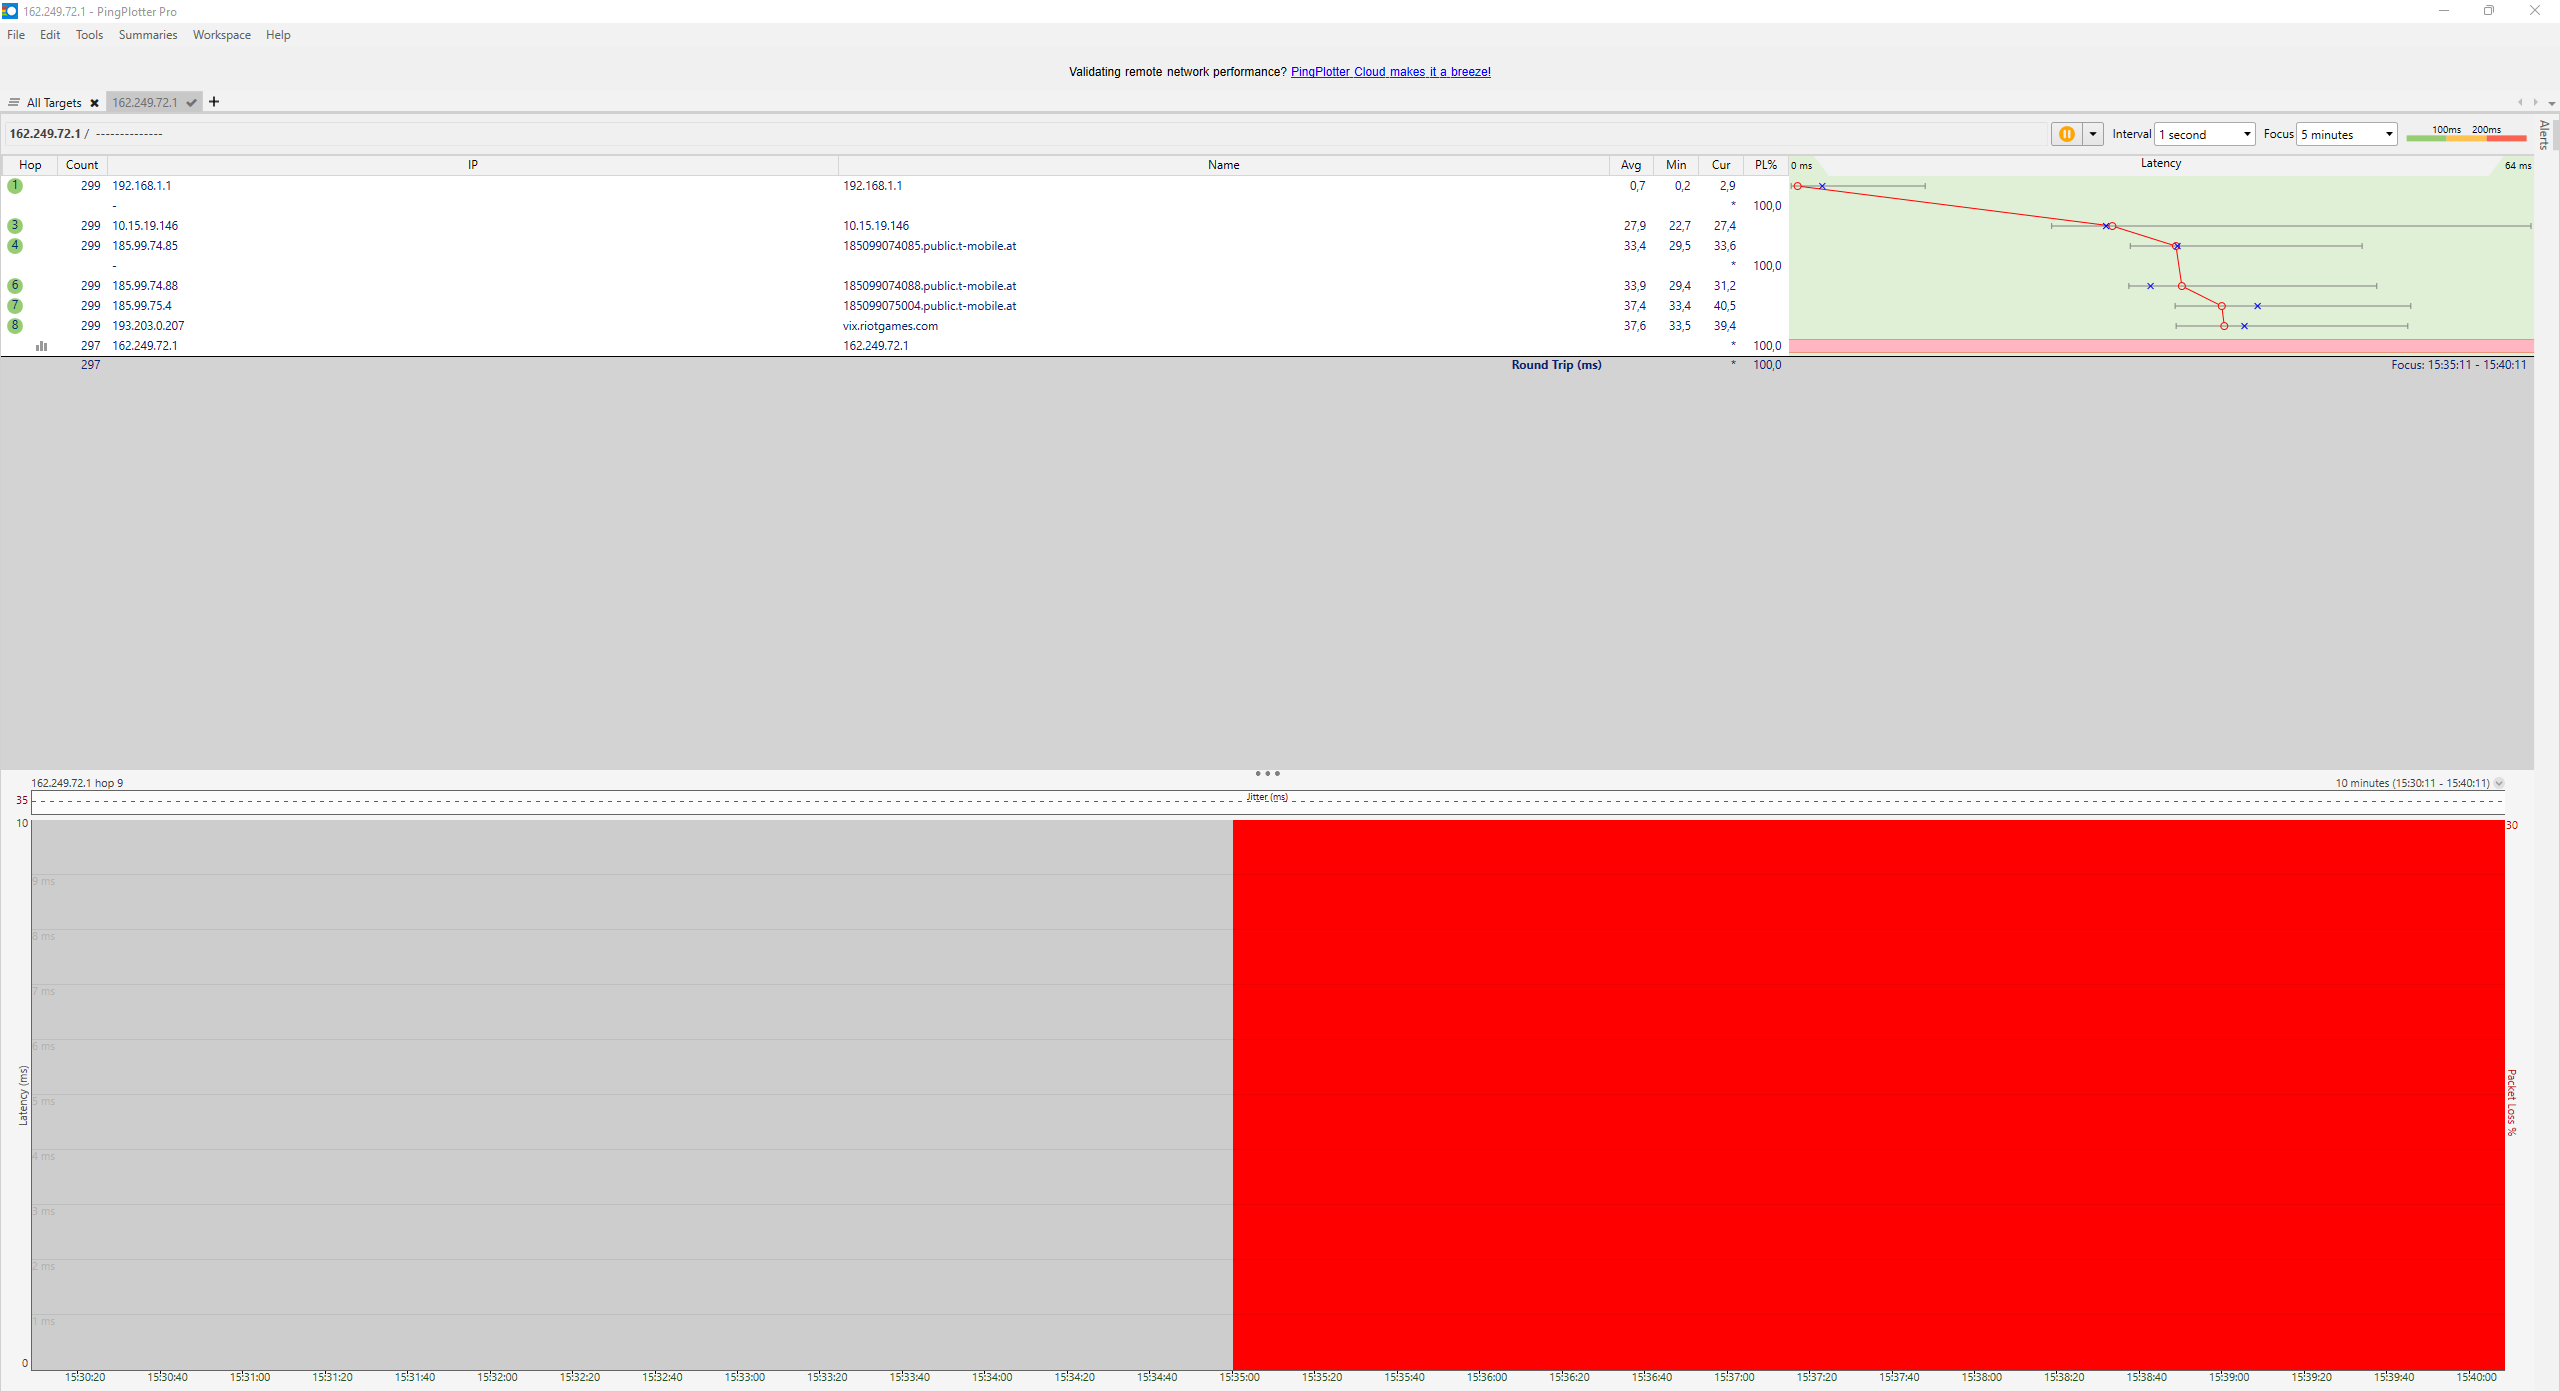 162.249.72.1 - PingPlotter Pro
File Edit Tools Summaries Workspace Help
Validating remote network performance? PingPlotter Cloud makes it a breeze!
All Targets 162.249.72.1 +
162.249.72.1 / -------------- Interval 1 second Focus 5 minutes 100ms 200ms
Alerts
Hop Count IP Name Avg Min Cur PL% 0 ms Latency 64 ms
1 299 192.168.1.1 192.168.1.1 0,7 0,2 2,9
- * 100,0
3 299 10.15.19.146 10.15.19.146 27,9 22,7 27,4
4 299 185.99.74.85 185099074085.public.t-mobile.at 33,4 29,5 33,6
- * 100,0
6 299 185.99.74.88 185099074088.public.t-mobile.at 33,9 29,4 31,2
7 299 185.99.75.4 185099075004.public.t-mobile.at 37,4 33,4 40,5
8 299 193.203.0.207 vix.riotgames.com 37,6 33,5 39,4
297 162.249.72.1 162.249.72.1 * 100,0
297 Round Trip (ms) * 100,0 Focus: 15:35:11 - 15:40:11
162.249.72.1 hop 9 10 minutes (15:30:11 - 15:40:11)
35 Jitter (ms)
10 30
9 ms
8 ms
7 ms
6 ms
5 ms
4 ms
3 ms
2 ms
1 ms
0
Latency (ms)
Packet Loss %
15:30:20 15:30:40 15:31:00 15:31:20 15:31:40 15:32:00 15:32:20 15:32:40 15:33:00 15:33:20 15:33:40 15:34:00 15:34:20 15:34:40 15:35:00 15:35:20 15:35:40 15:36:00 15:36:20 15:36:40 15:37:00 15:37:20 15:37:40 15:38:00 15:38:20 15:38:40 15:39:00 15:39:20 15:39:40 15:40:00